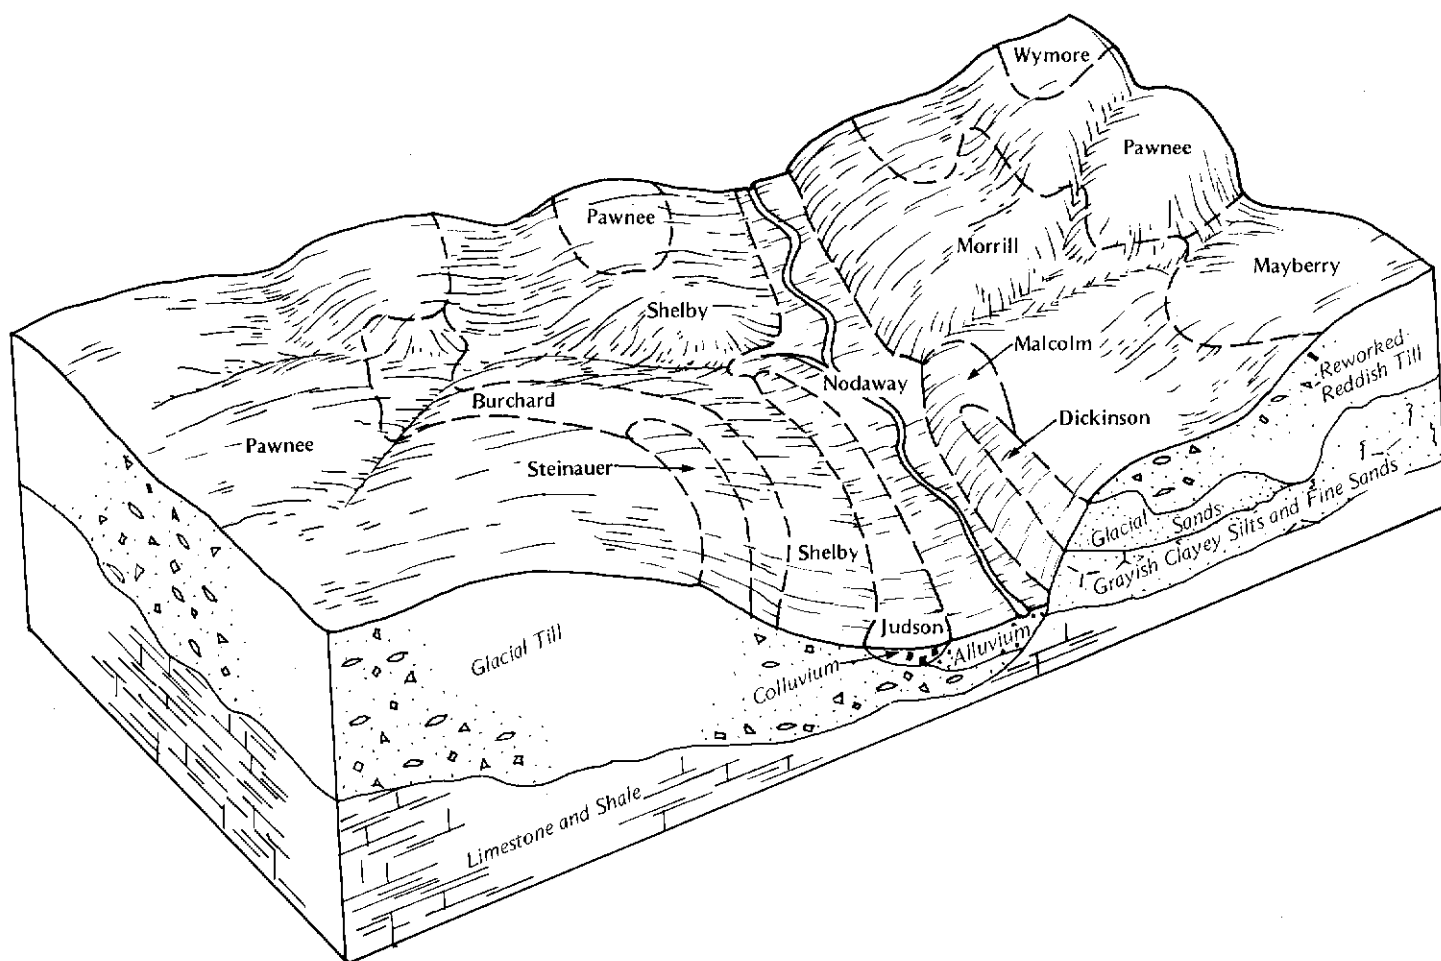 Wymore
Pawnee
Pawnee
Morrill
Mayberry
Shelby
Malcolm
Nodaway
Burchard
Dickinson
Pawnee
Steinauer
Reworked
Reddish Till
Glacial Sands
Grayish Clayey Silts and Fine Sands
Shelby
Judson
Alluvium
Colluvium
Glacial Till
Limestone and Shale